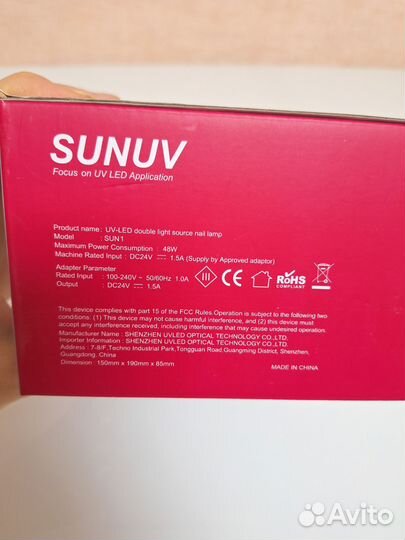 SUNUV
Focus on UV LED Application
Product name: UV-LED double light source nail lamp
Model : SUN1
Maximum Power Consumption : 48W
Machine Rated Input : DC24V ⎓ 1.5A (Supply by Approved adaptor)
Adapter Parameter
Rated Input : 100-240V~ 50/60Hz 1.0A
Output : DC24V ⎓ 1.5A
III
CE
RoHS
COMPLIANT
This device complies with part 15 of the FCC Rules Operation is subject to the following two
conditions: (1) This device may not cause harmful interference, and (2) this device must
accept any interference received, including interference that may cause undesired operation.
Manufacturer Name : SHENZHEN UVLED OPTICAL TECHNOLOGY CO.,LTD.
Importer Information : SHENZHEN UVLED OPTICAL TECHNOLOGY CO.,LTD.
Address : 7-8/F,Techno Industrial Park,Tongguan Road,Guangming District, Shenzhen,
Guangdong. China
Dimension : 150mm x 190mm x 85mm
MADE IN CHINA
Avito